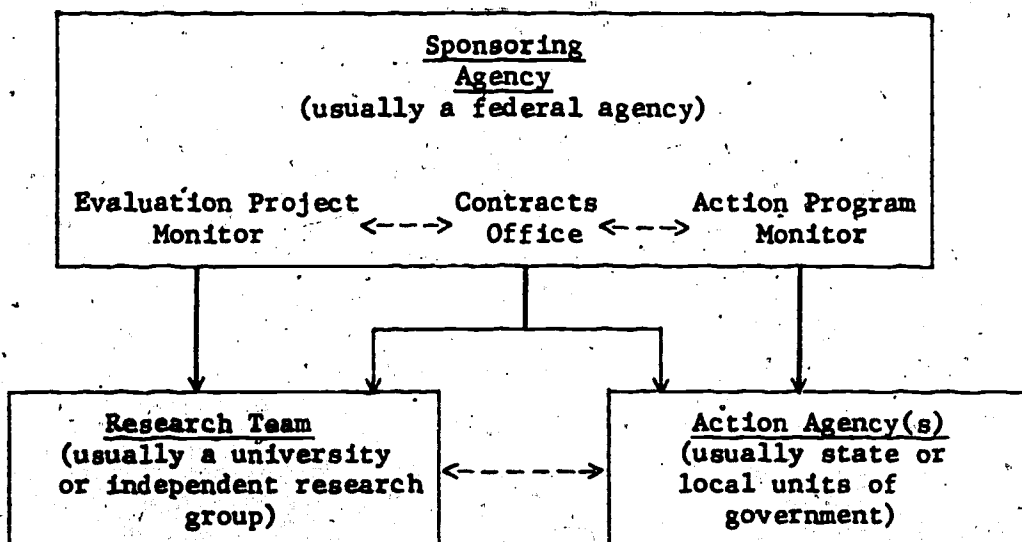 Sponsoring
Agency
(usually a federal agency)
Evaluation Project Monitor
Contracts Office
Action Program Monitor
Research Team
(usually a university
or independent research
group)
Action Agency(s)
(usually state or
local units of
government)